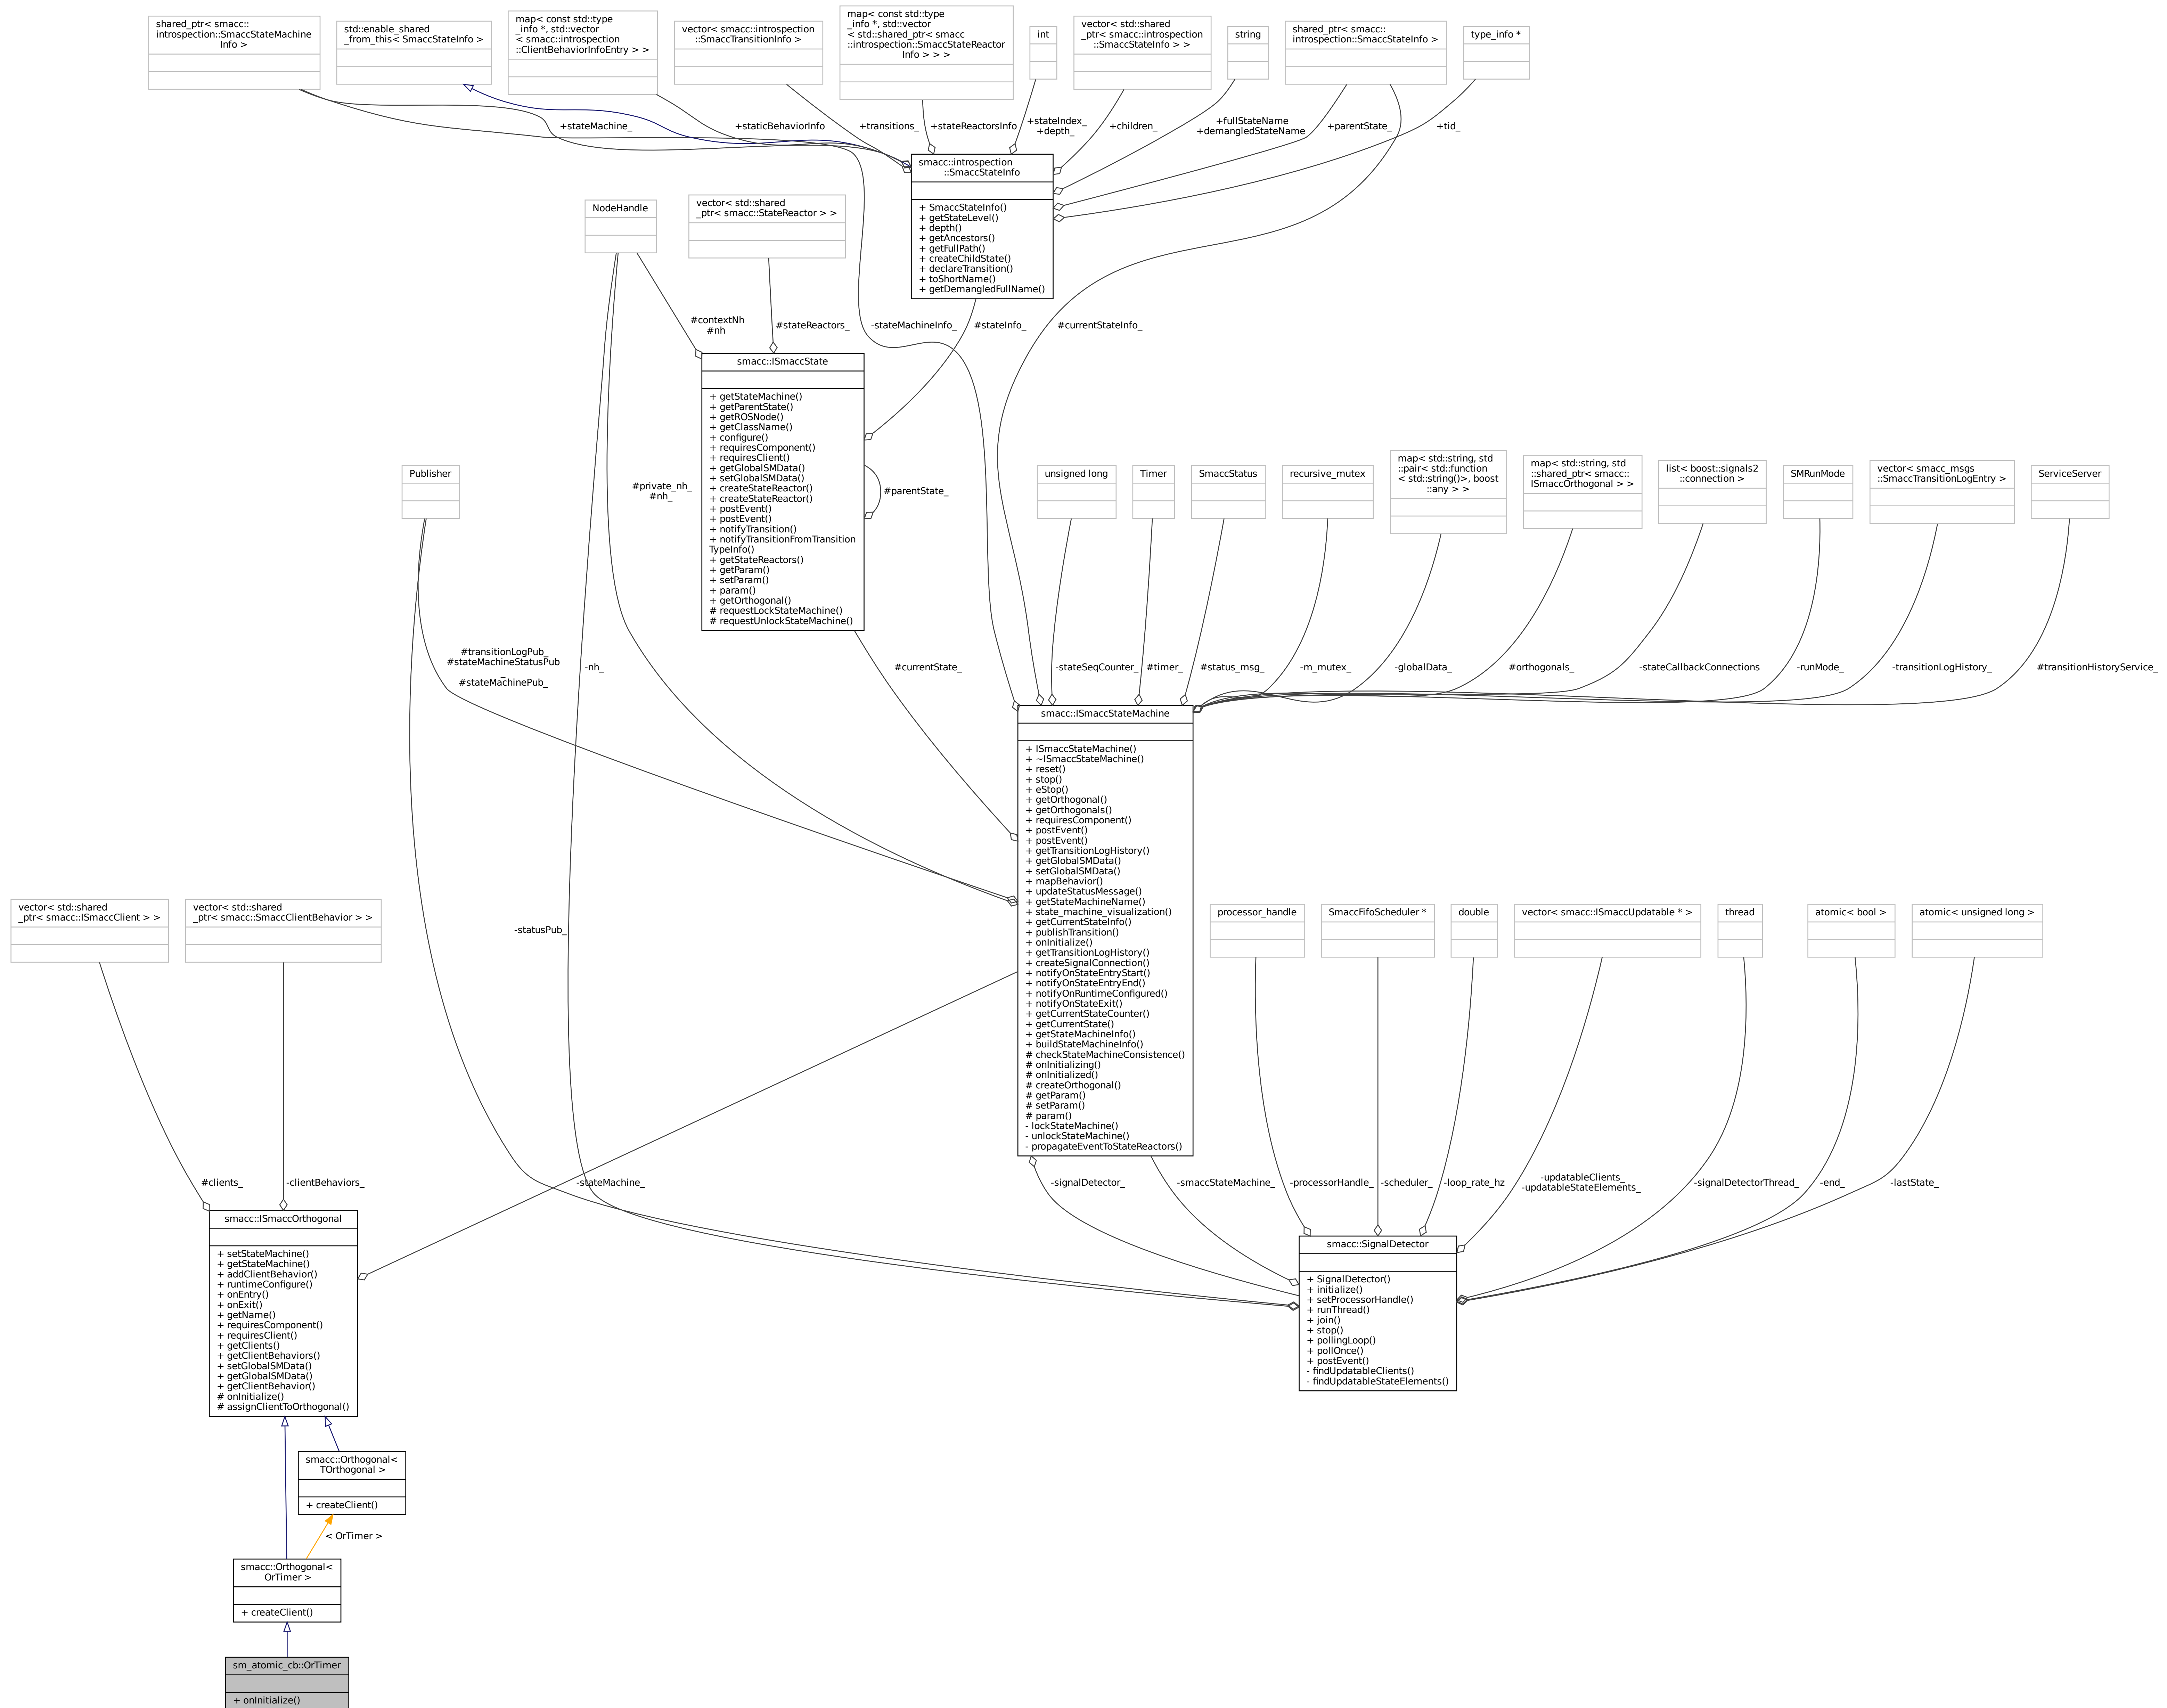 shared_ptr< smacc::
introspection::SmaccStateMachine
Info >
std::enable_shared
_from_this< SmaccStateInfo >
map< const std::type
_info *, std::vector
< smacc::introspection
::ClientBehaviorInfoEntry > >
vector< smacc::introspection
::SmaccTransitionInfo >
map< const std::type
_info *, std::vector
< std::shared_ptr< smacc
::introspection::SmaccStateReactor
Info > > >
int
vector< std::shared
_ptr< smacc::introspection
::SmaccStateInfo > >
string
shared_ptr< smacc::
introspection::SmaccStateInfo >
type_info *
+stateMachine_
+staticBehaviorInfo
+transitions_
+stateReactorsInfo
+stateIndex_
+depth_
+children_
+fullStateName
+demangledStateName
+parentState_
+tid_
smacc::introspection
::SmaccStateInfo
+ SmaccStateInfo()
+ getStateLevel()
+ depth()
+ getAncestors()
+ getFullPath()
+ createChildState()
+ declareTransition()
+ toShortName()
+ getDemangledFullName()
NodeHandle
vector< std::shared
_ptr< smacc::StateReactor > >
#contextNh
#nh
#stateReactors_
-stateMachineInfo_
#stateInfo_
#currentStateInfo_
smacc::ISmaccState
+ getStateMachine()
+ getParentState()
+ getROSNode()
+ getClassName()
+ configure()
+ requiresComponent()
+ requiresClient()
+ getGlobalSMData()
+ setGlobalSMData()
+ createStateReactor()
+ createStateReactor()
+ postEvent()
+ postEvent()
+ notifyTransition()
+ notifyTransitionFromTransition
TypeInfo()
+ getStateReactors()
+ getParam()
+ setParam()
+ param()
+ getOrthogonal()
# requestLockStateMachine()
# requestUnlockStateMachine()
#parentState_
Publisher
#private_nh_
#nh_
unsigned long
Timer
SmaccStatus
recursive_mutex
map< std::string, std
::pair< std::function
< std::string()>, boost
::any > >
map< std::string, std
::shared_ptr< smacc::
ISmaccOrthogonal > >
list< boost::signals2
::connection >
SMRunMode
vector< smacc_msgs
::SmaccTransitionLogEntry >
ServiceServer
#transitionLogPub_
#stateMachineStatusPub
_
#stateMachinePub_
-nh_
#currentState_
-stateSeqCounter_
#timer_
#status_msg_
-m_mutex_
-globalData_
#orthogonals_
-stateCallbackConnections
-runMode_
-transitionLogHistory_
#transitionHistoryService_
smacc::ISmaccStateMachine
+ ISmaccStateMachine()
+ ~ISmaccStateMachine()
+ reset()
+ stop()
+ eStop()
+ getOrthogonal()
+ getOrthogonals()
+ requiresComponent()
+ postEvent()
+ postEvent()
+ getTransitionLogHistory()
+ getGlobalSMData()
+ setGlobalSMData()
+ mapBehavior()
+ updateStatusMessage()
+ getStateMachineName()
+ state_machine_visualization()
+ getCurrentStateInfo()
+ publishTransition()
+ onInitialize()
+ getTransitionLogHistory()
+ createSignalConnection()
+ notifyOnStateEntryStart()
+ notifyOnStateEntryEnd()
+ notifyOnRuntimeConfigured()
+ notifyOnStateExit()
+ getCurrentStateCounter()
+ getCurrentState()
+ getStateMachineInfo()
+ buildStateMachineInfo()
# checkStateMachineConsistence()
# onInitializing()
# onInitialized()
# createOrthogonal()
# getParam()
# setParam()
# param()
- lockStateMachine()
- unlockStateMachine()
- propagateEventToStateReactors()
vector< std::shared
_ptr< smacc::ISmaccClient > >
vector< std::shared
_ptr< smacc::SmaccClientBehavior > >
-statusPub_
processor_handle
SmaccFifoScheduler *
double
vector< smacc::ISmaccUpdatable * >
thread
atomic< bool >
atomic< unsigned long >
#clients_
-clientBehaviors_
-stateMachine_
-signalDetector_
-smaccStateMachine_
-processorHandle_
-scheduler_
-loop_rate_hz
-updatableClients_
-updatableStateElements_
-signalDetectorThread_
-end_
-lastState_
smacc::ISmaccOrthogonal
+ setStateMachine()
+ getStateMachine()
+ addClientBehavior()
+ runtimeConfigure()
+ onEntry()
+ onExit()
+ getName()
+ requiresComponent()
+ requiresClient()
+ getClients()
+ getClientBehaviors()
+ setGlobalSMData()
+ getGlobalSMData()
+ getClientBehavior()
# onInitialize()
# assignClientToOrthogonal()
smacc::SignalDetector
+ SignalDetector()
+ initialize()
+ setProcessorHandle()
+ runThread()
+ join()
+ stop()
+ pollingLoop()
+ pollOnce()
+ postEvent()
- findUpdatableClients()
- findUpdatableStateElements()
smacc::Orthogonal<
TOrthogonal >
+ createClient()
< OrTimer >
smacc::Orthogonal<
OrTimer >
+ createClient()
sm_atomic_cb::OrTimer
+ onInitialize()